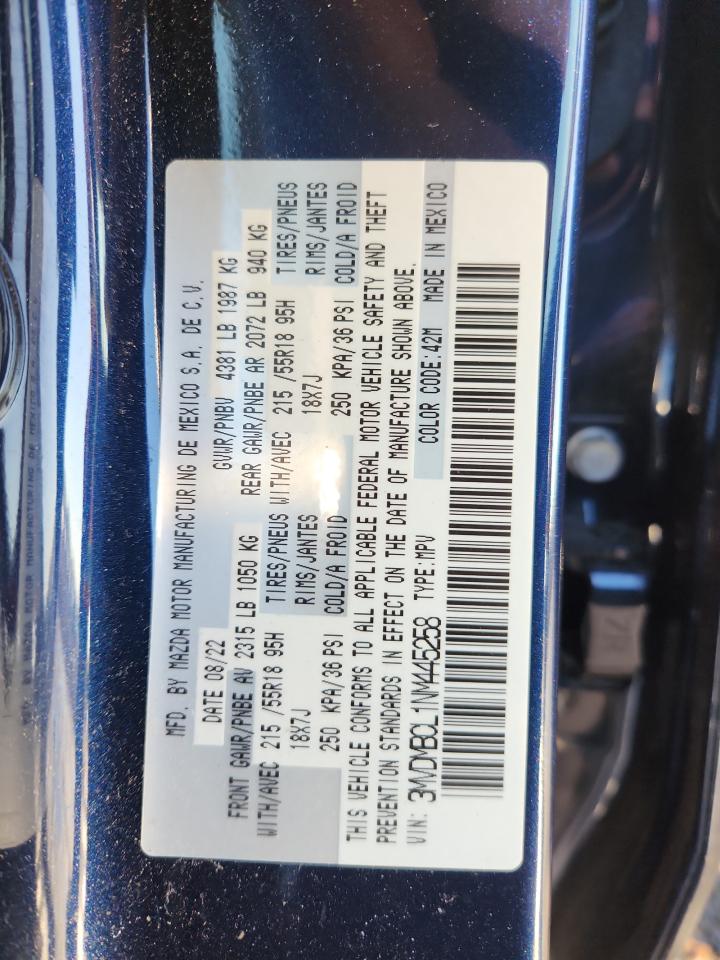 MFD. BY MAZDA MOTOR MANUFACTURING DE MEXICO S.A. DE C.V.
DATE 08/22 GVWR/PNBV 4381 LB 1987 KG
FRONT GAWR/PNBE AV 2315 LB 1050 KG REAR GAWR/PNBE AR 2072 LB 940 KG
WITH/AVEC 215 /55R18 95H TIRES/PNEUS WITH/AVEC 215 /55R18 95H TIRES/PNEUS
18X7J RIMS/JANTES 18X7J RIMS/JANTES
250 KPA/36 PSI COLD/A FROID 250 KPA/36 PSI COLD/A FROID
THIS VEHICLE CONFORMS TO ALL APPLICABLE FEDERAL MOTOR VEHICLE SAFETY AND THEFT
PREVENTION STANDARDS IN EFFECT ON THE DATE OF MANUFACTURE SHOWN ABOVE.
VIN: 3MVDMBCL1NM445258 TYPE:MPV COLOR CODE:42M MADE IN MEXICO